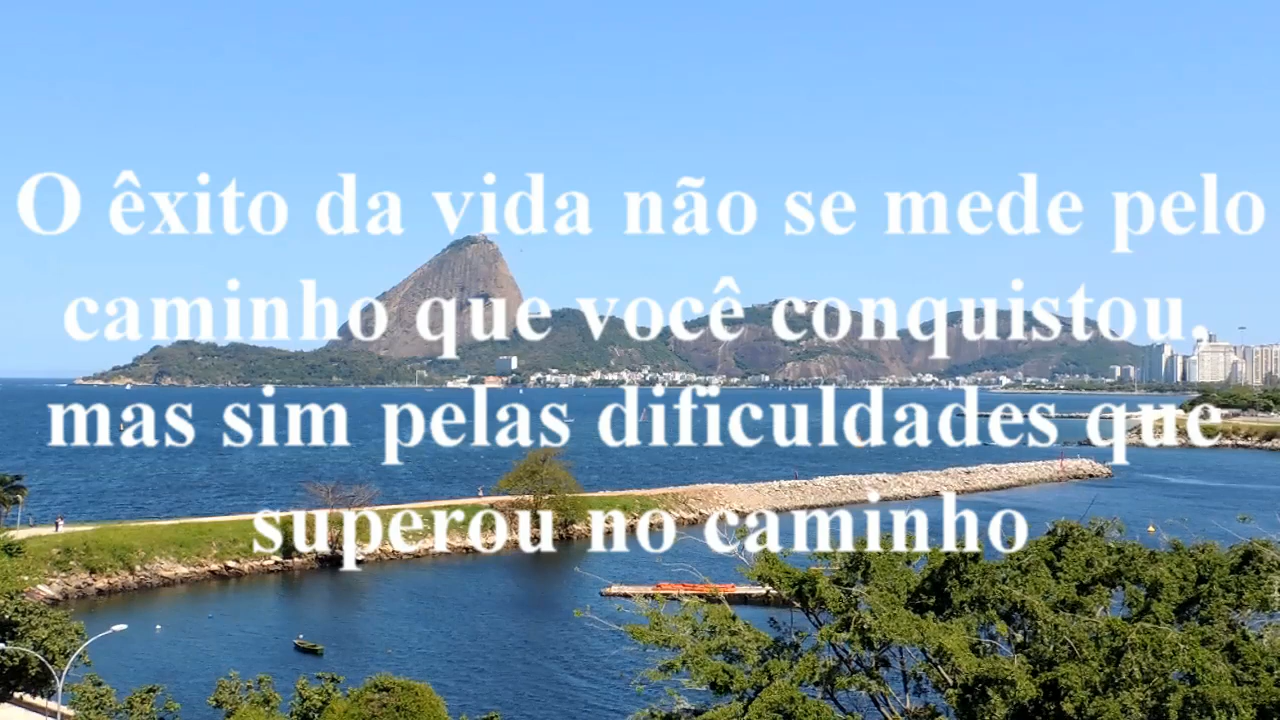 O êxito da vida não se mede pelo
caminho que você conquistou,
mas sim pelas dificuldades que
superou no caminho